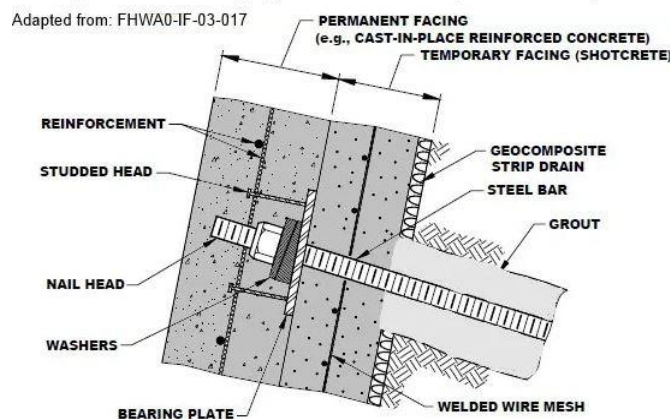 Adapted from: FHWA0-IF-03-017
PERMANENT FACING
(e.g., CAST-IN-PLACE REINFORCED CONCRETE)
TEMPORARY FACING (SHOTCRETE)
REINFORCEMENT
GEOCOMPOSITE
STRIP DRAIN
STUDDED HEAD
STEEL BAR
GROUT
NAIL HEAD
WASHERS
BEARING PLATE
WELDED WIRE MESH